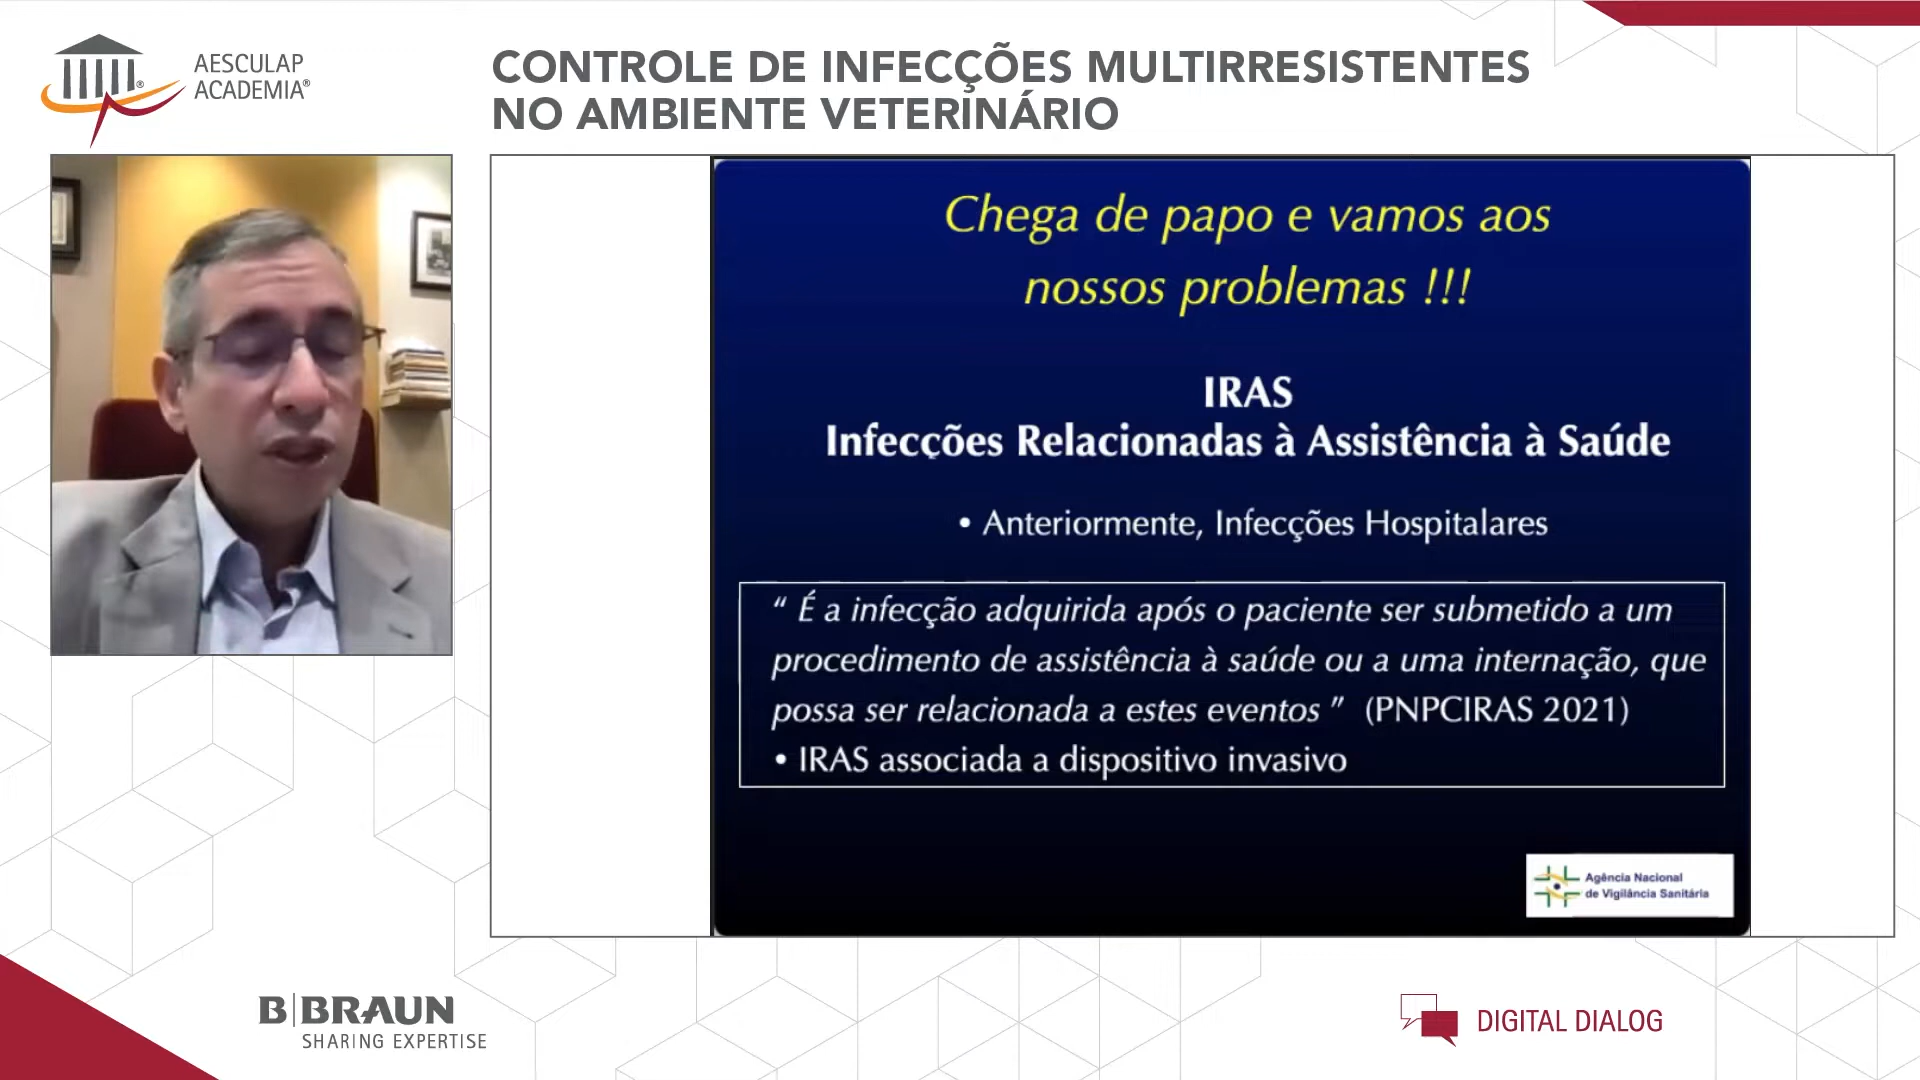 AESCULAP
ACADEMIA®
CONTROLE DE INFECÇÕES MULTIRRESISTENTES
NO AMBIENTE VETERINÁRIO
Chega de papo e vamos aos
nossos problemas !!!
IRAS
Infecções Relacionadas à Assistência à Saúde
• Anteriormente, Infecções Hospitalares
“ É a infecção adquirida após o paciente ser submetido a um
procedimento de assistência à saúde ou a uma internação, que
possa ser relacionada a estes eventos ” (PNPCIRAS 2021)
• IRAS associada a dispositivo invasivo
Agência Nacional
de Vigilância Sanitária
B|BRAUN
SHARING EXPERTISE
DIGITAL DIALOG